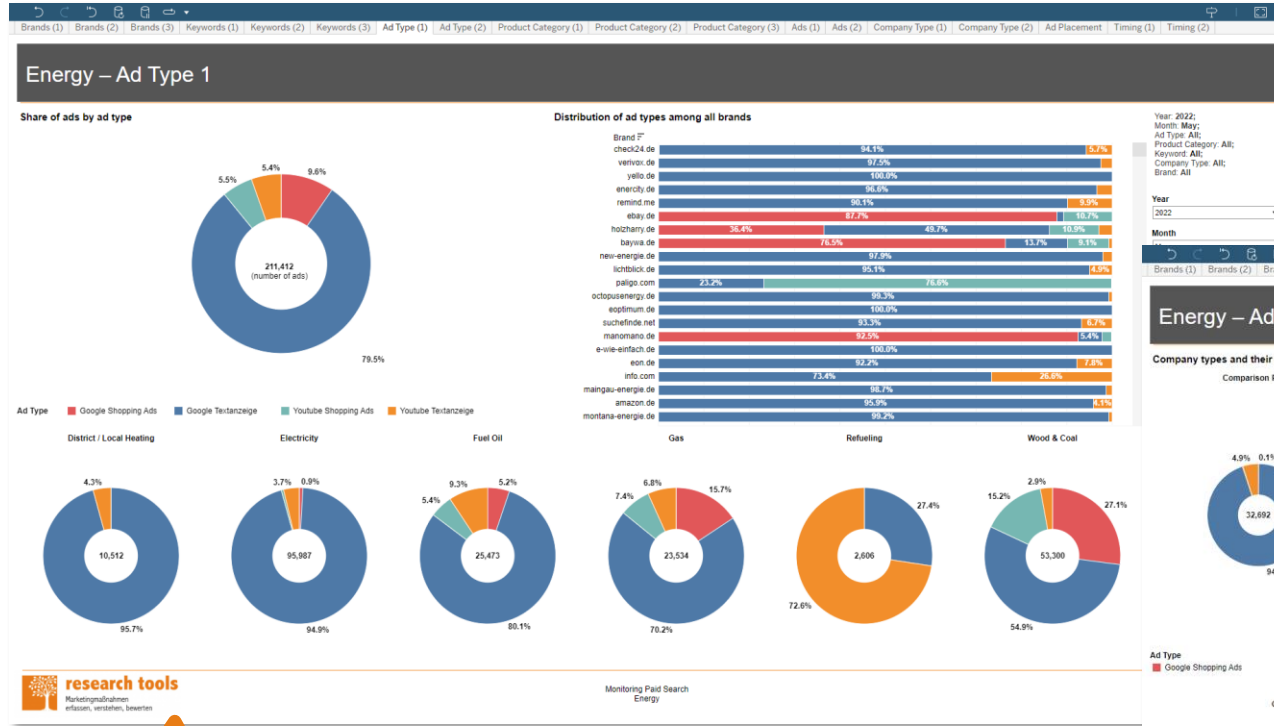 Brands (1) Brands (2) Brands (3) Keywords (1) Keywords (2) Keywords (3) Ad Type (1) Ad Type (2) Product Category (1) Product Category (2) Product Category (3) Ads (1) Ads (2) Company Type (1) Company Type (2) Ad Placement Timing (1) Timing (2)
Energy – Ad Type 1
Share of ads by ad type
5.5%
5.4%
9.6%
211,412
(number of ads)
79.5%
Ad Type Google Shopping Ads Google Textanzeige Youtube Shopping Ads Youtube Textanzeige
Distribution of ad types among all brands
Brand
check24.de 94.1% 5.7%
verivox.de 97.5%
yello.de 100.0%
enercity.de 96.6%
remind.me 90.1% 9.9%
ebay.de 87.7% 10.7%
holzharry.de 36.4% 49.7% 10.9%
baywa.de 76.5% 13.7% 9.1%
new-energie.de 97.9%
lichtblick.de 95.1% 4.9%
paligo.com 23.2% 76.6%
octopusenergy.de 99.3%
eoptimum.de 100.0%
suchefinde.net 93.3% 6.7%
manomano.de 92.5% 5.4%
e-wie-einfach.de 100.0%
eon.de 92.2% 7.8%
info.com 73.4% 26.6%
maingau-energie.de 98.7%
amazon.de 95.9% 4.1%
montana-energie.de 99.2%
Year: 2022;
Month: May;
Ad Type: All;
Product Category: All;
Keyword: All;
Company Type: All;
Brand: All
Year
2022
Month
Brands (1) Brands (2)
Energy – Ad
Company types and their
Comparison
4.9% 0.1%
32,692
Ad Type
Google Shopping Ads
District / Local Heating
4.3%
10,512
95.7%
Electricity
3.7% 0.9%
95,987
94.9%
Fuel Oil
5.4% 9.3% 5.2%
25,473
80.1%
Gas
7.4% 6.8% 15.7%
23,534
70.2%
Refueling
27.4%
2,606
72.6%
Wood & Coal
15.2% 2.9% 27.1%
53,300
54.9%
research tools
Marketingmaßnahmen
erfassen, verstehen, bewerten
Monitoring Paid Search
Energy